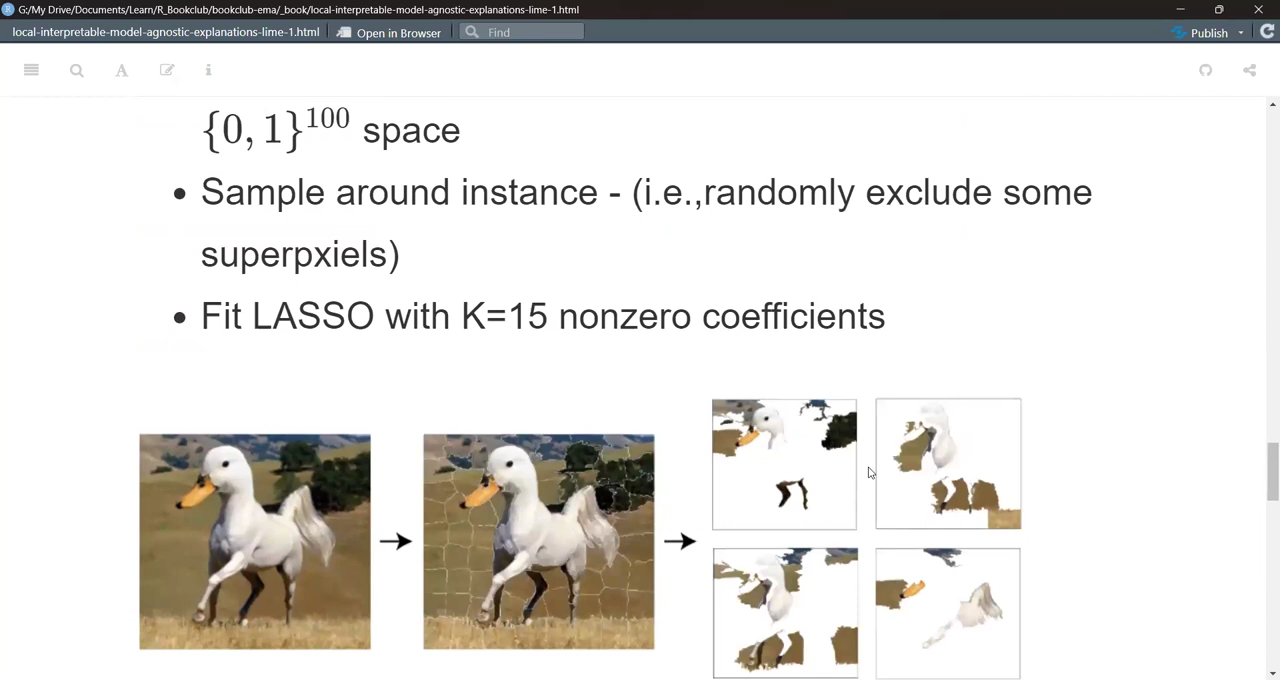 G:/My Drive/Documents/Learn/R_Bookclub/bookclub-ema/_book/local-interpretable-model-agnostic-explanations-lime-1.html
local-interpretable-model-agnostic-explanations-lime-1.html Open in Browser Find Publish
{0, 1}^100 space
• Sample around instance - (i.e.,randomly exclude some
superpxiels)
• Fit LASSO with K=15 nonzero coefficients